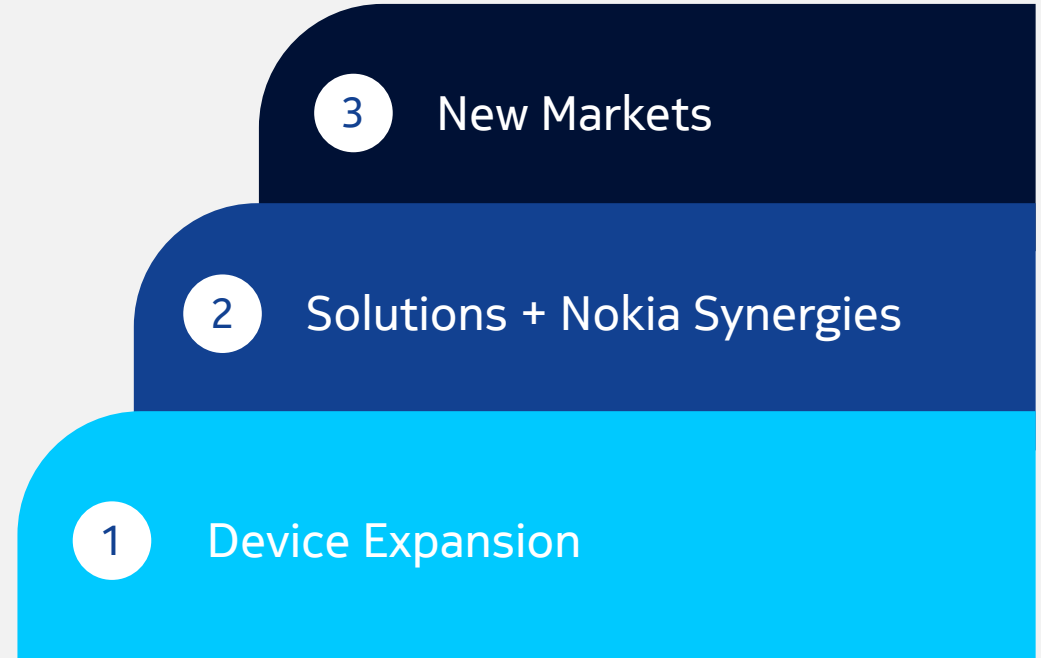 3 New Markets
2 Solutions + Nokia Synergies
1 Device Expansion